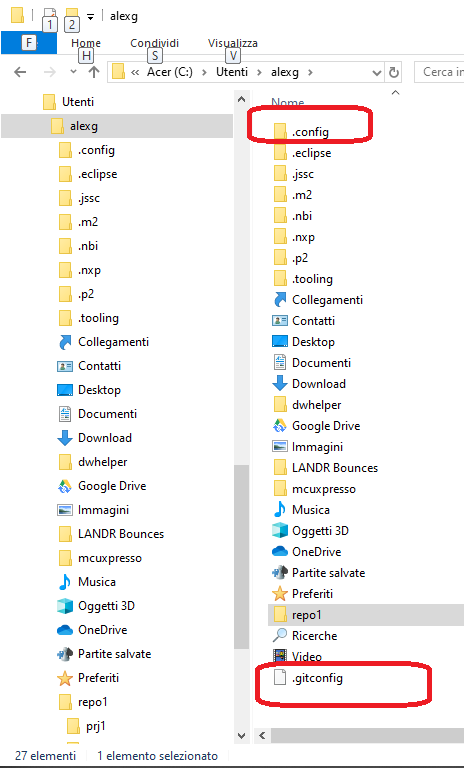 1 2 alexg
F Home Condividi Visualizza
H S V
« Acer (C:) > Utenti > alexg > Cerca in
Nome
Utenti
alexg
.config
.eclipse
.jssc
.m2
.nbi
.nxp
.p2
.tooling
Collegamenti
Contatti
Desktop
Documenti
Download
dwhelper
Google Drive
Immagini
LANDR Bounces
mcuxpresso
Musica
Oggetti 3D
OneDrive
Partite salvate
Preferiti
repo1
prj1
.config
.eclipse
.jssc
.m2
.nbi
.nxp
.p2
.tooling
Collegamenti
Contatti
Desktop
Documenti
Download
dwhelper
Google Drive
Immagini
LANDR Bounces
mcuxpresso
Musica
Oggetti 3D
OneDrive
Partite salvate
Preferiti
repo1
Ricerche
Video
.gitconfig
27 elementi 1 elemento selezionato